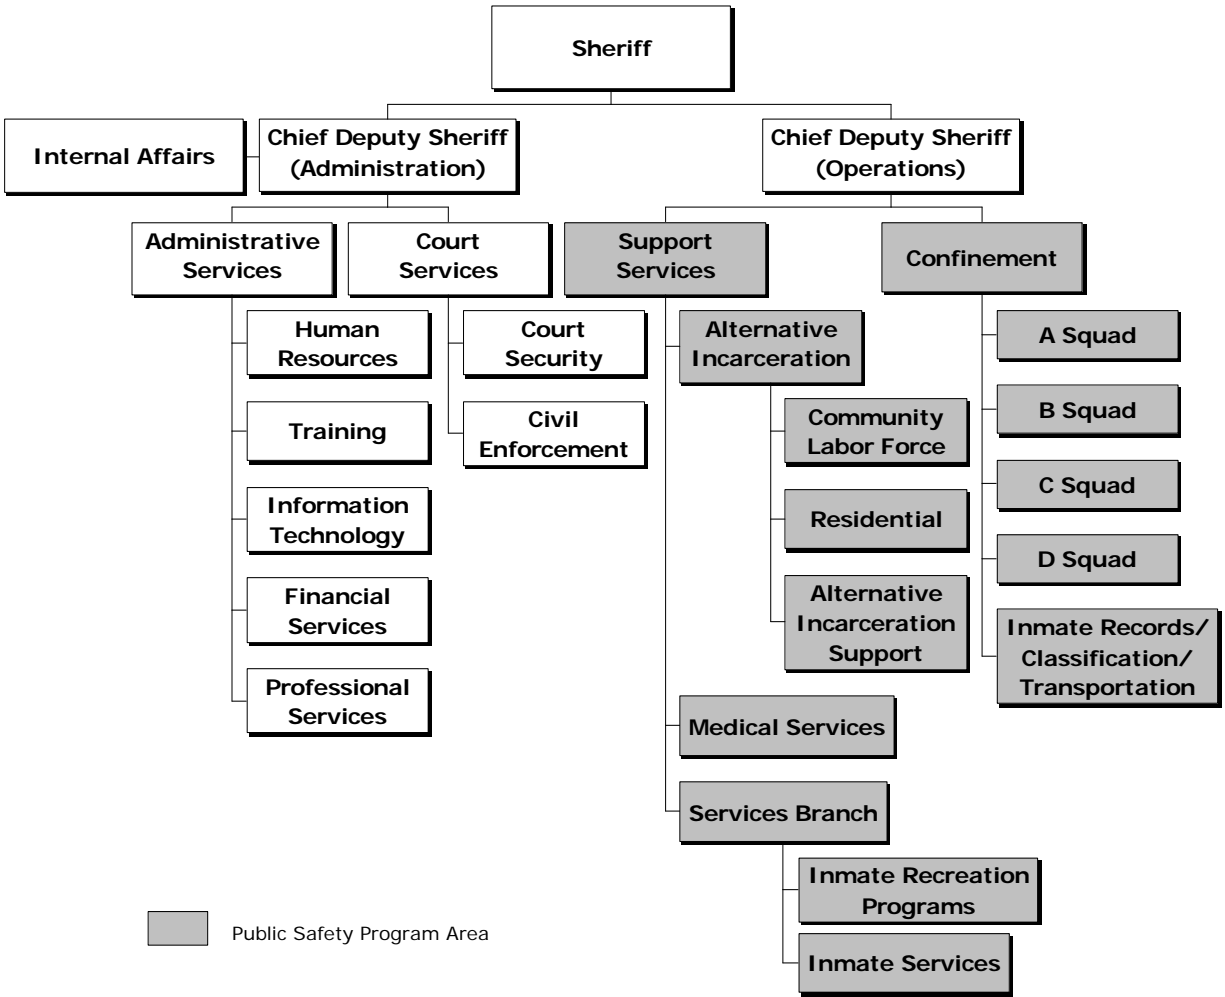 Sheriff
Internal Affairs
Chief Deputy Sheriff
(Administration)
Chief Deputy Sheriff
(Operations)
Administrative
Services
Court
Services
Support
Services
Confinement
Human
Resources
Training
Information
Technology
Financial
Services
Professional
Services
Court
Security
Civil
Enforcement
Alternative
Incarceration
Community
Labor Force
Residential
Alternative
Incarceration
Support
Medical Services
Services Branch
Inmate Recreation
Programs
Inmate Services
A Squad
B Squad
C Squad
D Squad
Inmate Records/
Classification/
Transportation
Public Safety Program Area